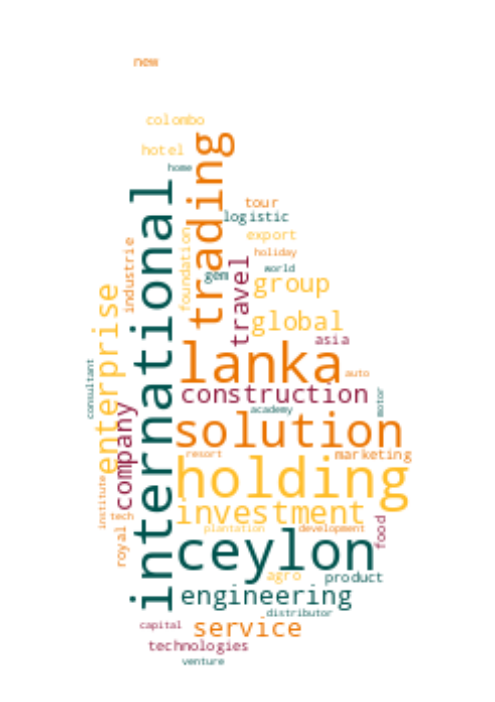 new
colombo
hotel
trading
home
international
tour
logistic
export
foundation
industrie
holiday
travel
world
gem
group
enterprise
global
asia
lanka
auto
consultant
construction
motor
company
academy
solution
resort
marketing
holding
institute
investment
tech
royal
plantation
development
food
ceylon
agro
product
engineering
distributor
capital
service
technologies
venture